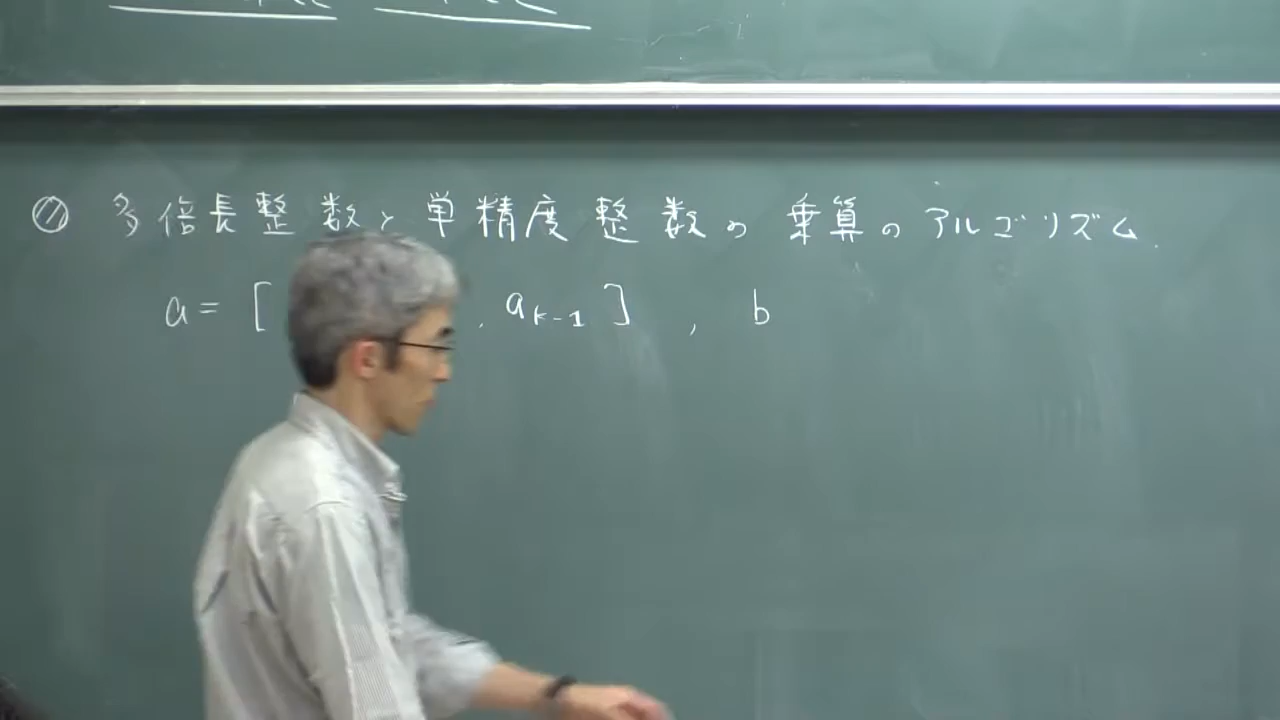 多倍長整数と単精度整数の乗算のアルゴリズム.
a = [ , a_{k-1} ] , b